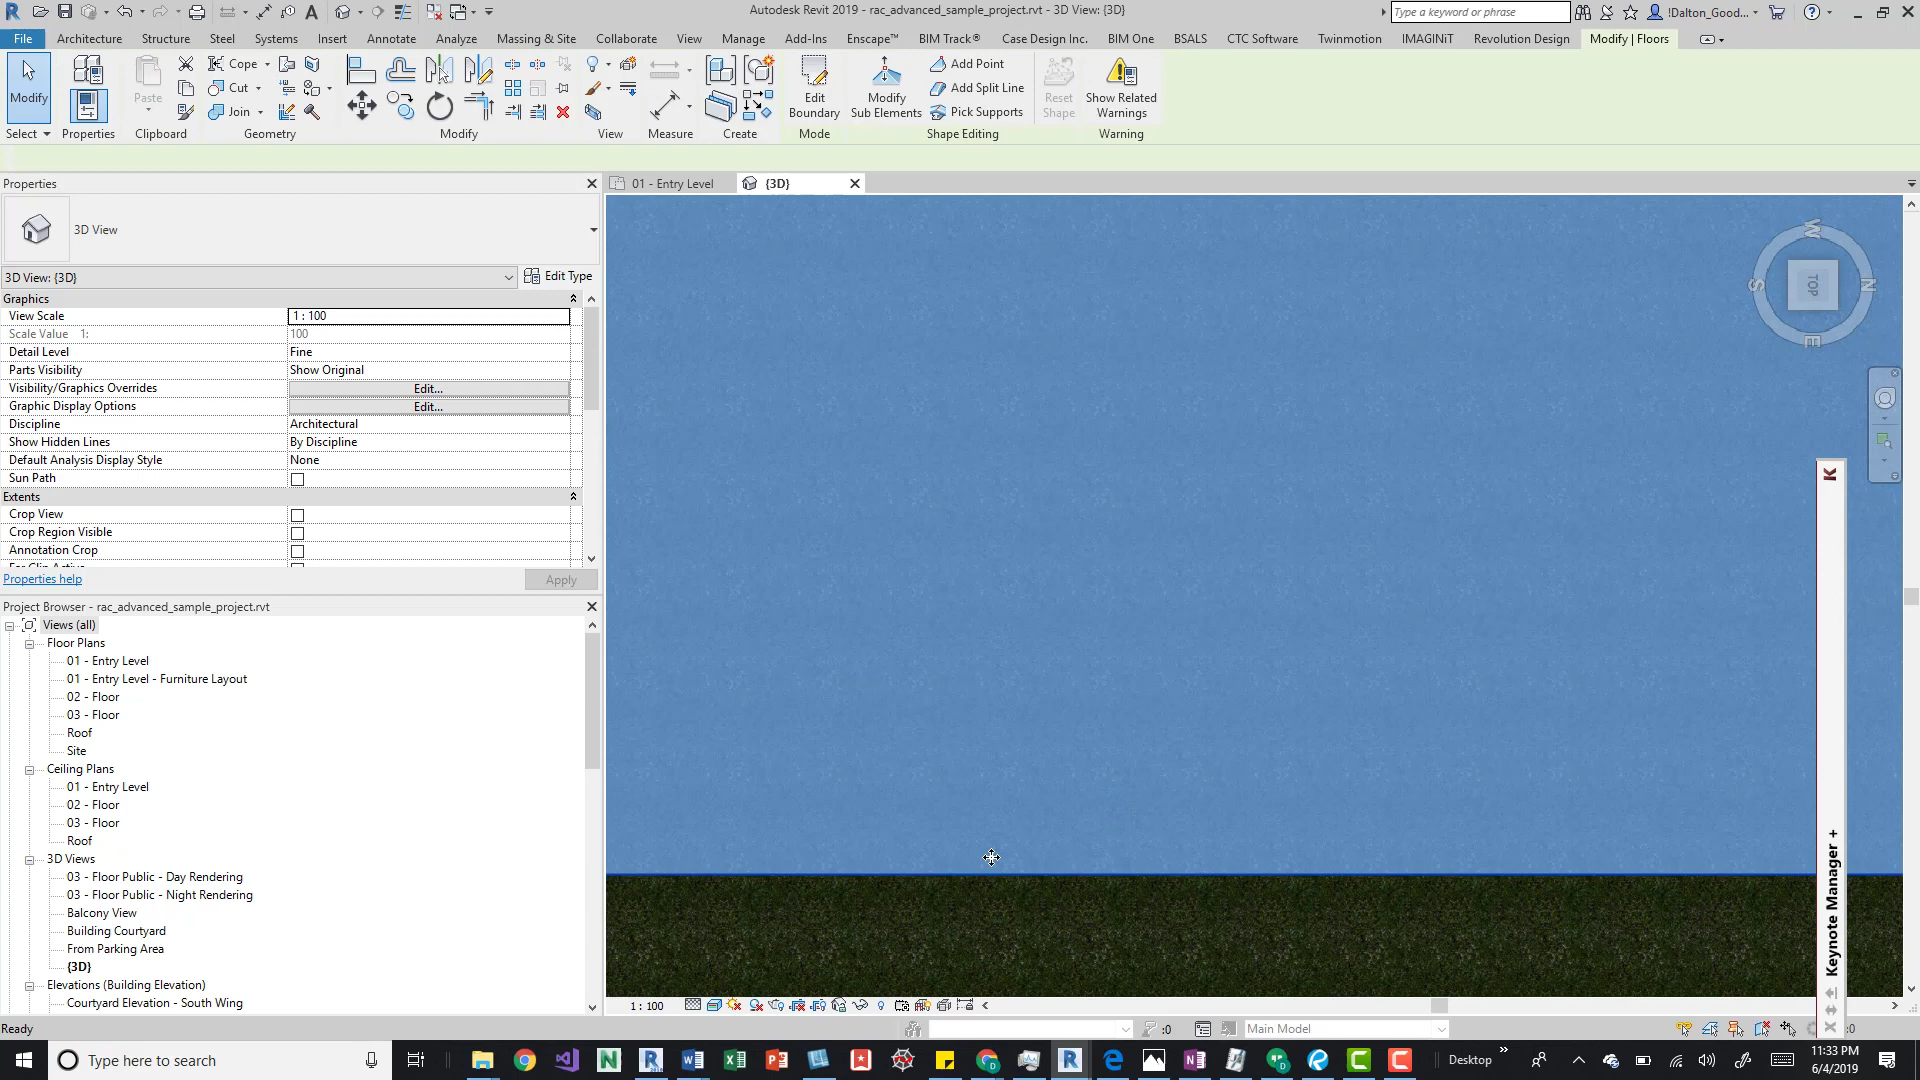 Autodesk Revit 2019 - rac_advanced_sample_project.rvt - 3D View: {3D}
Type a keyword or phrase
!Dalton_Good...
File Architecture Structure Steel Systems Insert Annotate Analyze Massing & Site Collaborate View Manage Add-Ins Enscape™ BIM Track® Case Design Inc. BIM One BSALS CTC Software Twinmotion IMAGINiT Revolution Design Modify | Floors
Modify
Paste
Cope
Cut
Join
Edit
Boundary
Modify
Sub Elements
Add Point
Add Split Line
Pick Supports
Reset
Shape
Show Related
Warnings
Select Properties Clipboard Geometry Modify View Measure Create Mode Shape Editing Warning
Properties
01 - Entry Level
{3D}
3D View
3D View: {3D}
Edit Type
Graphics
View Scale 1 : 100
Scale Value 1: 100
Detail Level Fine
Parts Visibility Show Original
Visibility/Graphics Overrides Edit...
Graphic Display Options Edit...
Discipline Architectural
Show Hidden Lines By Discipline
Default Analysis Display Style None
Sun Path
Extents
Crop View
Crop Region Visible
Annotation Crop
Far Clip Active
Properties help Apply
W
S TOP N
E
K
Keynote Manager +
Project Browser - rac_advanced_sample_project.rvt
Views (all)
Floor Plans
01 - Entry Level
01 - Entry Level - Furniture Layout
02 - Floor
03 - Floor
Roof
Site
Ceiling Plans
01 - Entry Level
02 - Floor
03 - Floor
Roof
3D Views
03 - Floor Public - Day Rendering
03 - Floor Public - Night Rendering
Balcony View
Building Courtyard
From Parking Area
{3D}
Elevations (Building Elevation)
Courtyard Elevation - South Wing
1 : 100
Ready
:0
Main Model
:0
Type here to search
Desktop
11:33 PM
6/4/2019